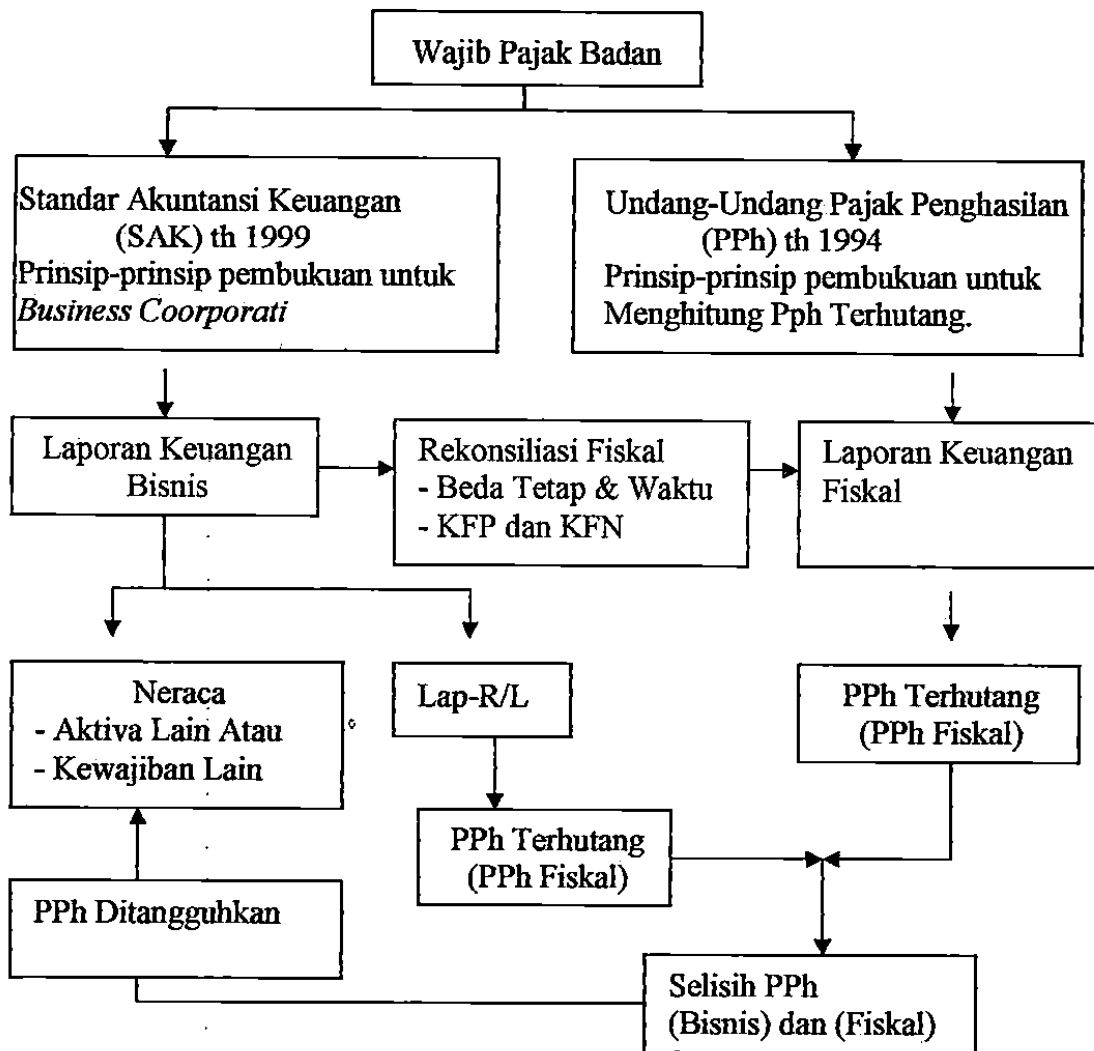 Wajib Pajak Badan
Standar Akuntansi Keuangan
(SAK) th 1999
Prinsip-prinsip pembukuan untuk
Business Coorporati
Undang-Undang Pajak Penghasilan
(PPh) th 1994
Prinsip-prinsip pembukuan untuk
Menghitung Pph Terhutang.
Laporan Keuangan
Bisnis
Rekonsiliasi Fiskal
- Beda Tetap & Waktu
- KFP dan KFN
Laporan Keuangan
Fiskal
Neraca
- Aktiva Lain Atau
- Kewajiban Lain
Lap-R/L
PPh Terhutang
(PPh Fiskal)
PPh Terhutang
(PPh Fiskal)
PPh Ditangguhkan
Selisih PPh
(Bisnis) dan (Fiskal)